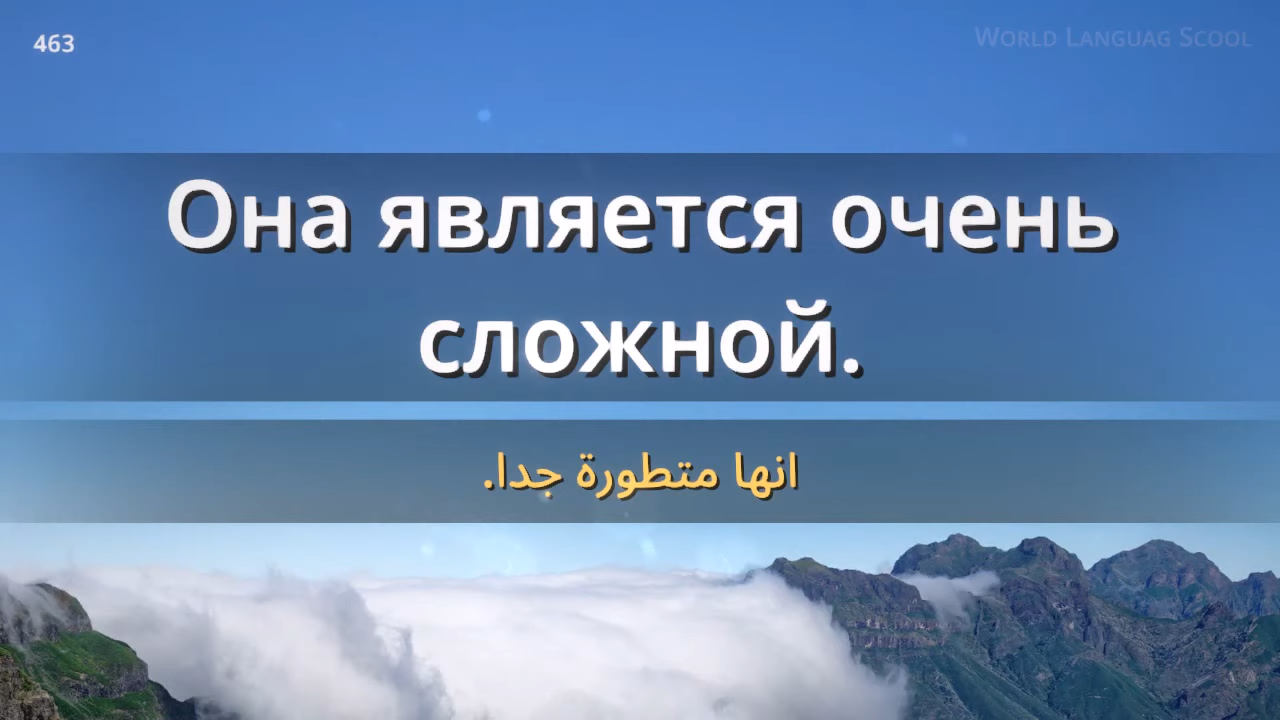 463
World Languag Scool
Она является очень
сложной.
انها متطورة جدا.